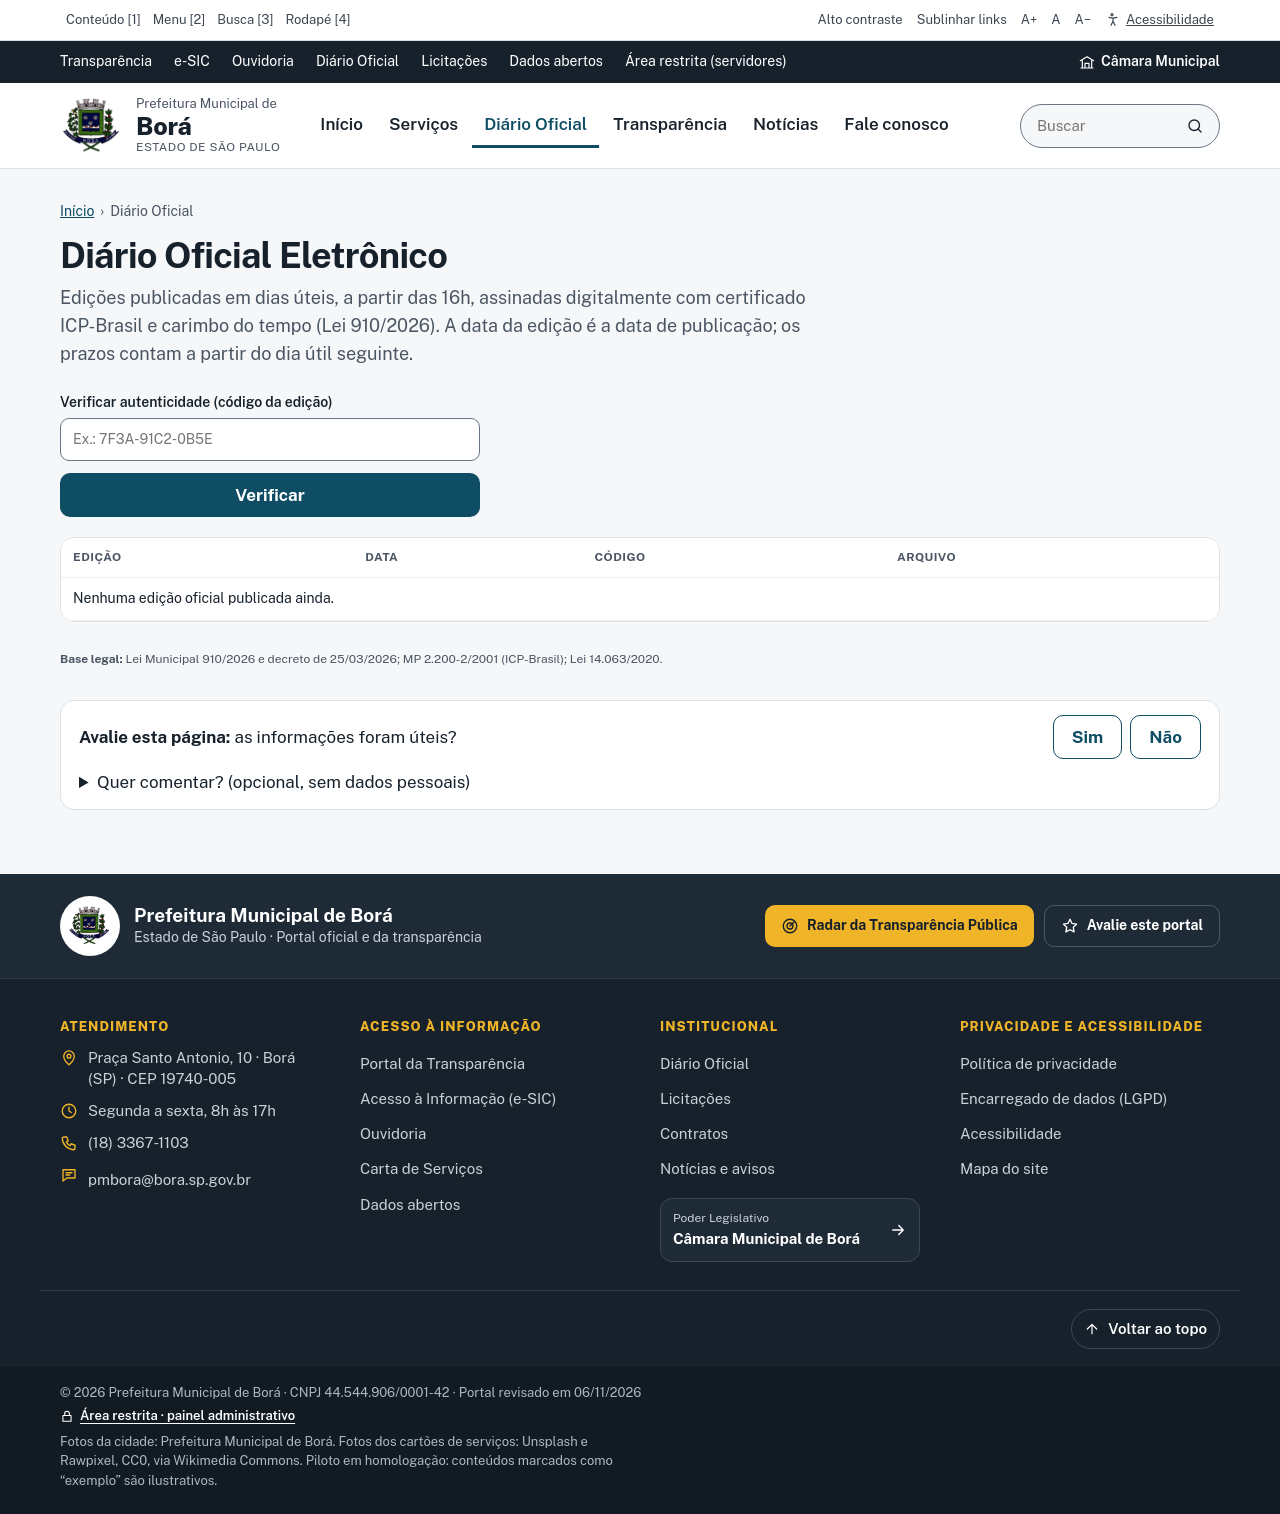 Conteúdo [1] Menu [2] Busca [3] Rodapé [4] Alto contraste Sublinhar links A+ A A− Acessibilidade
Transparência e-SIC Ouvidoria Diário Oficial Licitações Dados abertos Área restrita (servidores) Câmara Municipal
Prefeitura Municipal de
Borá
ESTADO DE SÃO PAULO
Início Serviços Diário Oficial Transparência Notícias Fale conosco
Buscar
Início › Diário Oficial
Diário Oficial Eletrônico
Edições publicadas em dias úteis, a partir das 16h, assinadas digitalmente com certificado
ICP-Brasil e carimbo do tempo (Lei 910/2026). A data da edição é a data de publicação; os
prazos contam a partir do dia útil seguinte.
Verificar autenticidade (código da edição)
Ex.: 7F3A-91C2-0B5E
Verificar
EDIÇÃO DATA CÓDIGO ARQUIVO
Nenhuma edição oficial publicada ainda.
Base legal: Lei Municipal 910/2026 e decreto de 25/03/2026; MP 2.200-2/2001 (ICP-Brasil); Lei 14.063/2020.
Avalie esta página: as informações foram úteis?
Sim Não
Quer comentar? (opcional, sem dados pessoais)
Prefeitura Municipal de Borá
Estado de São Paulo · Portal oficial e da transparência
Radar da Transparência Pública
Avalie este portal
ATENDIMENTO
Praça Santo Antonio, 10 · Borá
(SP) · CEP 19740-005
Segunda a sexta, 8h às 17h
(18) 3367-1103
pmbora@bora.sp.gov.br
ACESSO À INFORMAÇÃO
Portal da Transparência
Acesso à Informação (e-SIC)
Ouvidoria
Carta de Serviços
Dados abertos
INSTITUCIONAL
Diário Oficial
Licitações
Contratos
Notícias e avisos
Poder Legislativo
Câmara Municipal de Borá
PRIVACIDADE E ACESSIBILIDADE
Política de privacidade
Encarregado de dados (LGPD)
Acessibilidade
Mapa do site
Voltar ao topo
© 2026 Prefeitura Municipal de Borá · CNPJ 44.544.906/0001-42 · Portal revisado em 06/11/2026
Área restrita · painel administrativo
Fotos da cidade: Prefeitura Municipal de Borá. Fotos dos cartões de serviços: Unsplash e
Rawpixel, CC0, via Wikimedia Commons. Piloto em homologação: conteúdos marcados como
“exemplo” são ilustrativos.